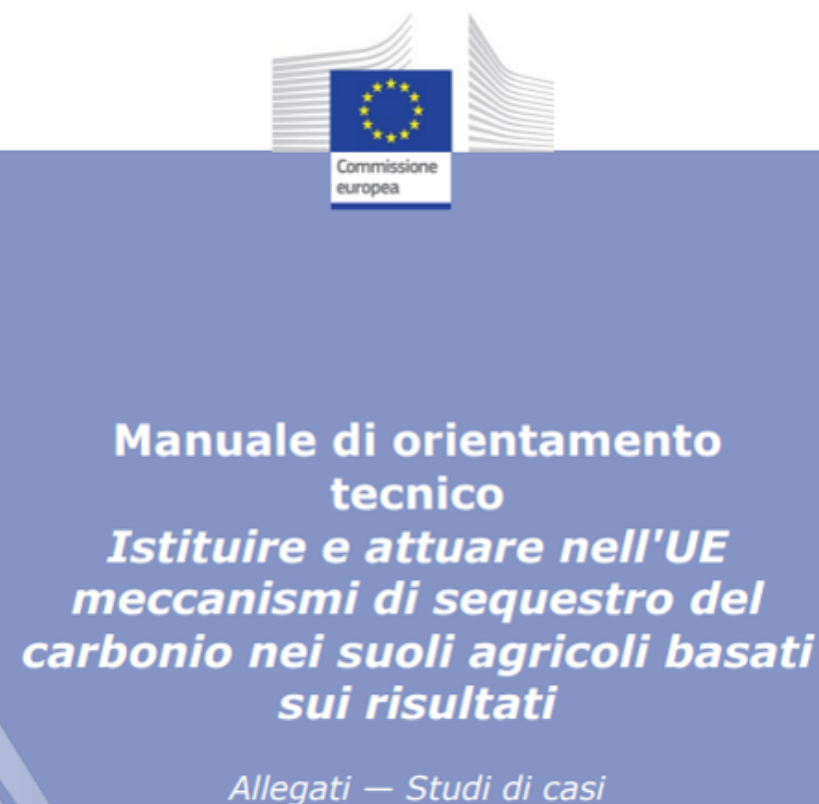 Commissione
europea
Manuale di orientamento
tecnico
Istituire e attuare nell'UE
meccanismi di sequestro del
carbonio nei suoli agricoli basati
sui risultati
Allegati — Studi di casi